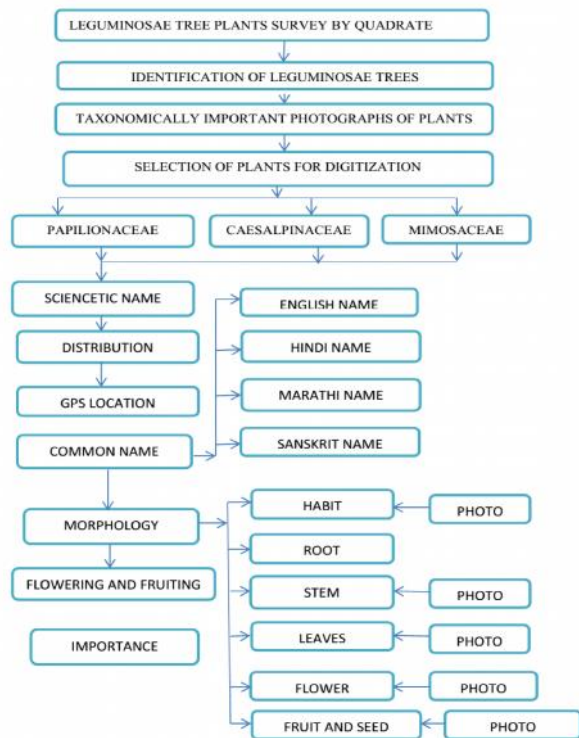 LEGUMINOSAE TREE PLANTS SURVEY BY QUADRATE
IDENTIFICATION OF LEGUMINOSAE TREES
TAXONOMICALLY IMPORTANT PHOTOGRAPHS OF PLANTS
SELECTION OF PLANTS FOR DIGITIZATION
PAPILIONACEAE
CAESALPINACEAE
MIMOSACEAE
SCIENCETIC NAME
DISTRIBUTION
GPS LOCATION
COMMON NAME
ENGLISH NAME
HINDI NAME
MARATHI NAME
SANSKRIT NAME
MORPHOLOGY
FLOWERING AND FRUITING
IMPORTANCE
HABIT
PHOTO
ROOT
STEM
PHOTO
LEAVES
PHOTO
FLOWER
PHOTO
FRUIT AND SEED
PHOTO